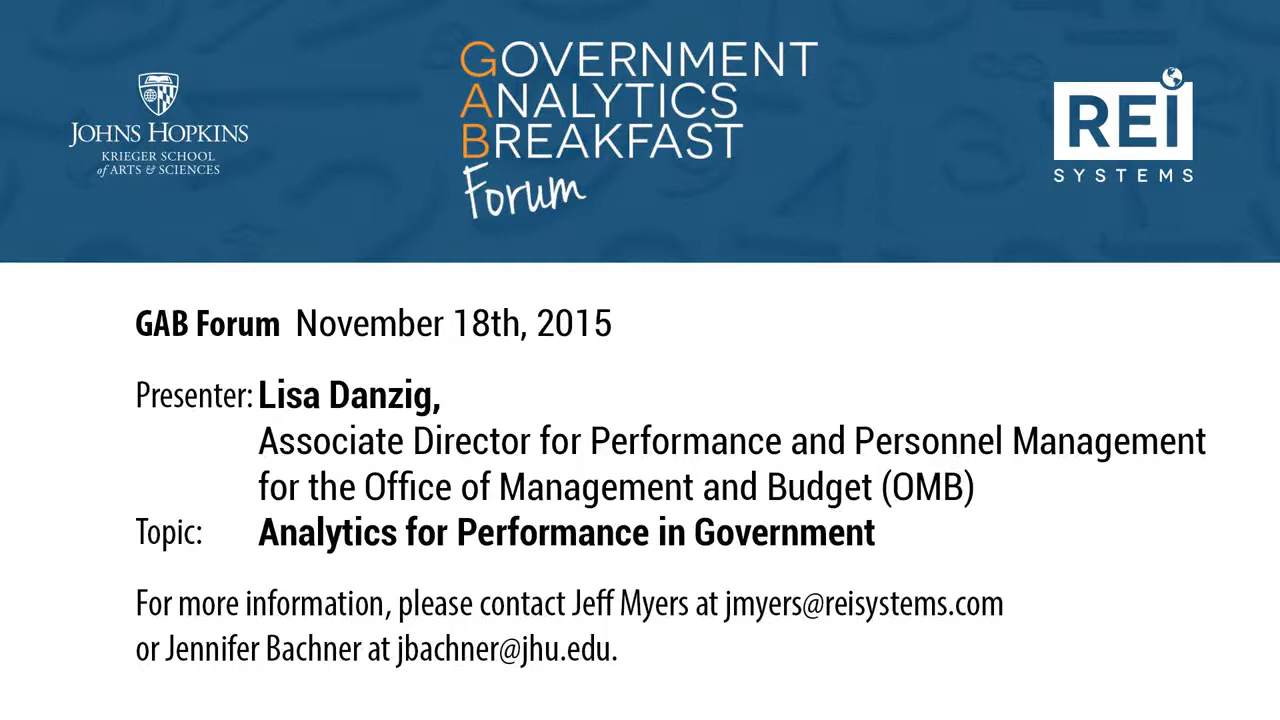 JOHNS HOPKINS
KRIEGER SCHOOL
of ARTS & SCIENCES
GOVERNMENT
ANALYTICS
BREAKFAST
Forum
REI
SYSTEMS
GAB Forum November 18th, 2015
Presenter: Lisa Danzig,
Associate Director for Performance and Personnel Management
for the Office of Management and Budget (OMB)
Topic: Analytics for Performance in Government
For more information, please contact Jeff Myers at jmyers@reisystems.com
or Jennifer Bachner at jbachner@jhu.edu.